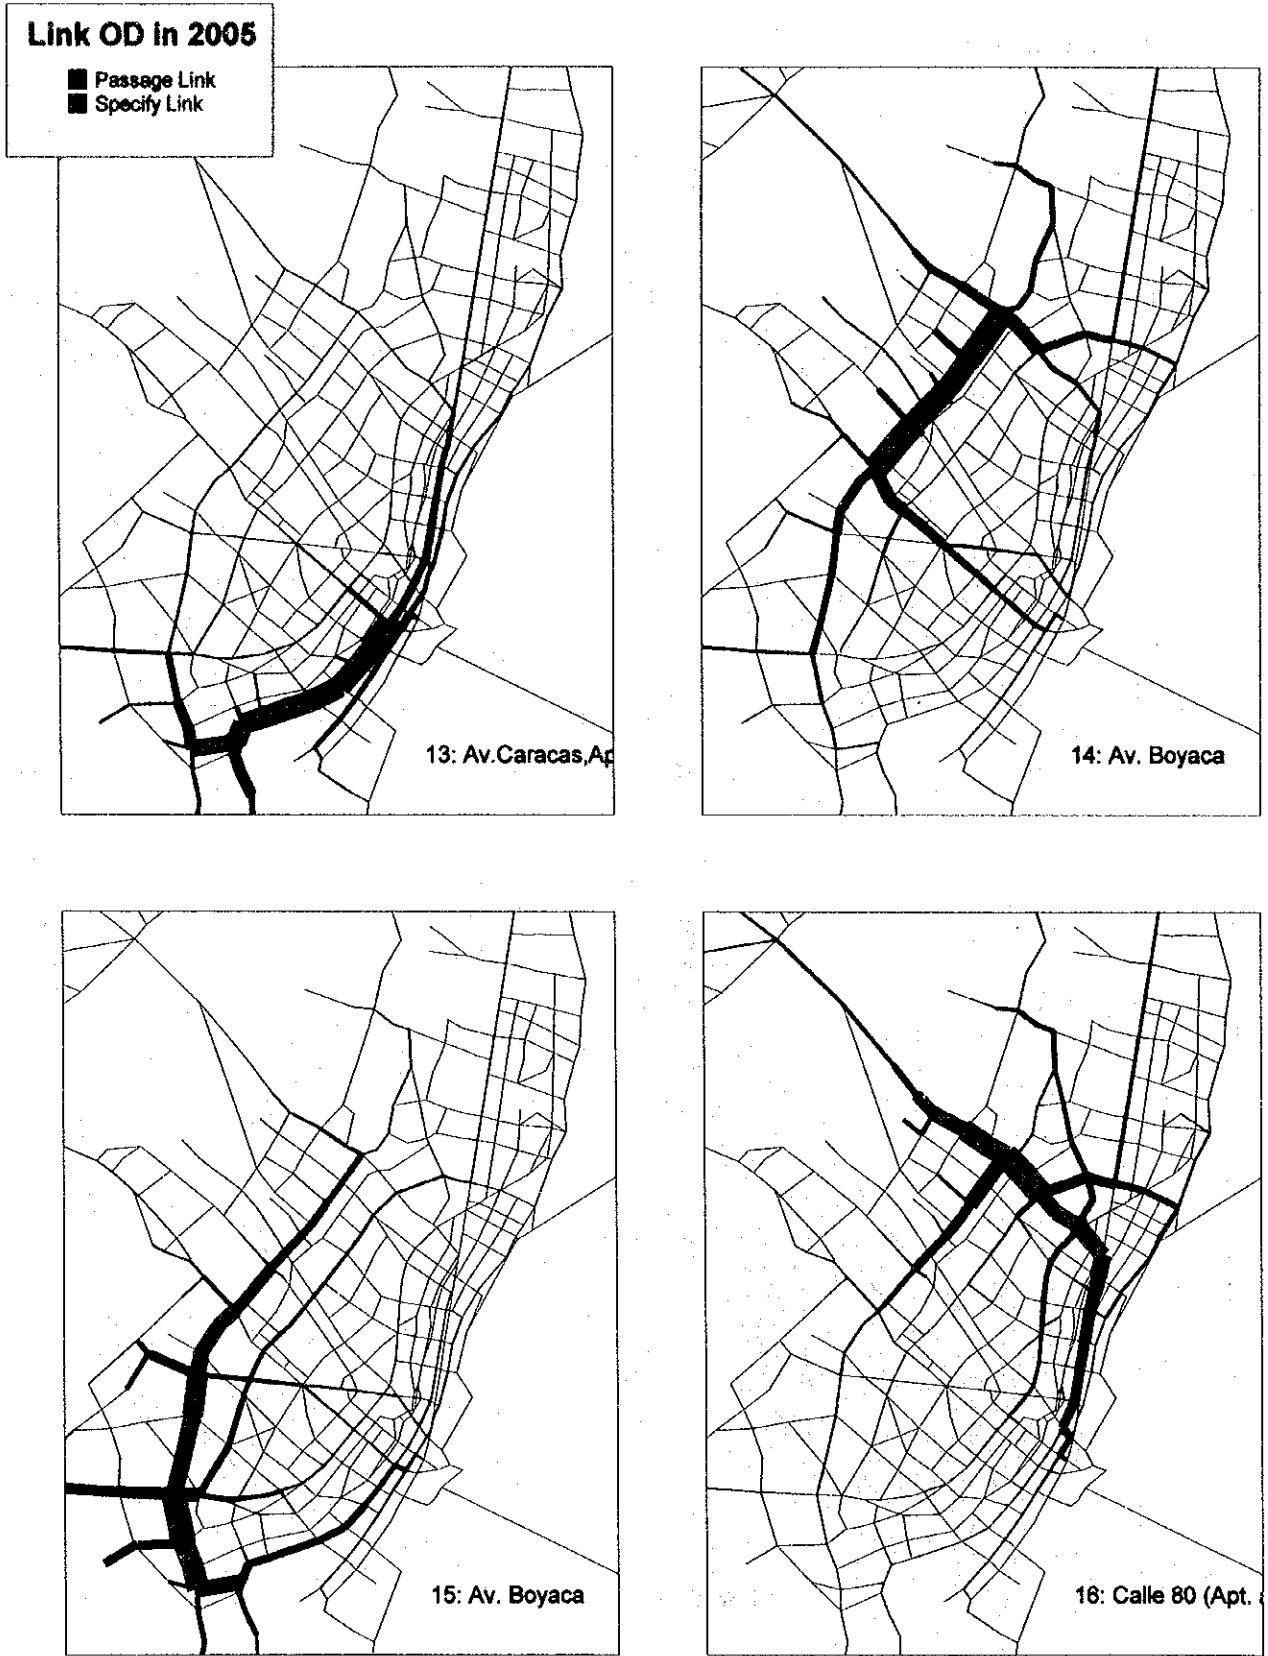 Link OD in 2005
Passage Link
Specify Link
13: Av.Caracas,Ap
14: Av. Boyaca
15: Av. Boyaca
16: Calle 80 (Apt.